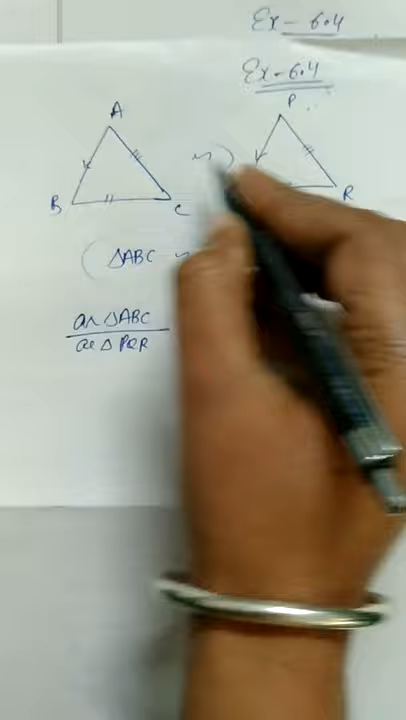 Ex - 6.4
Ex - 6.4
A
P
B
C
~
R
( ΔABC ~
ar ΔABC
ar Δ PQR